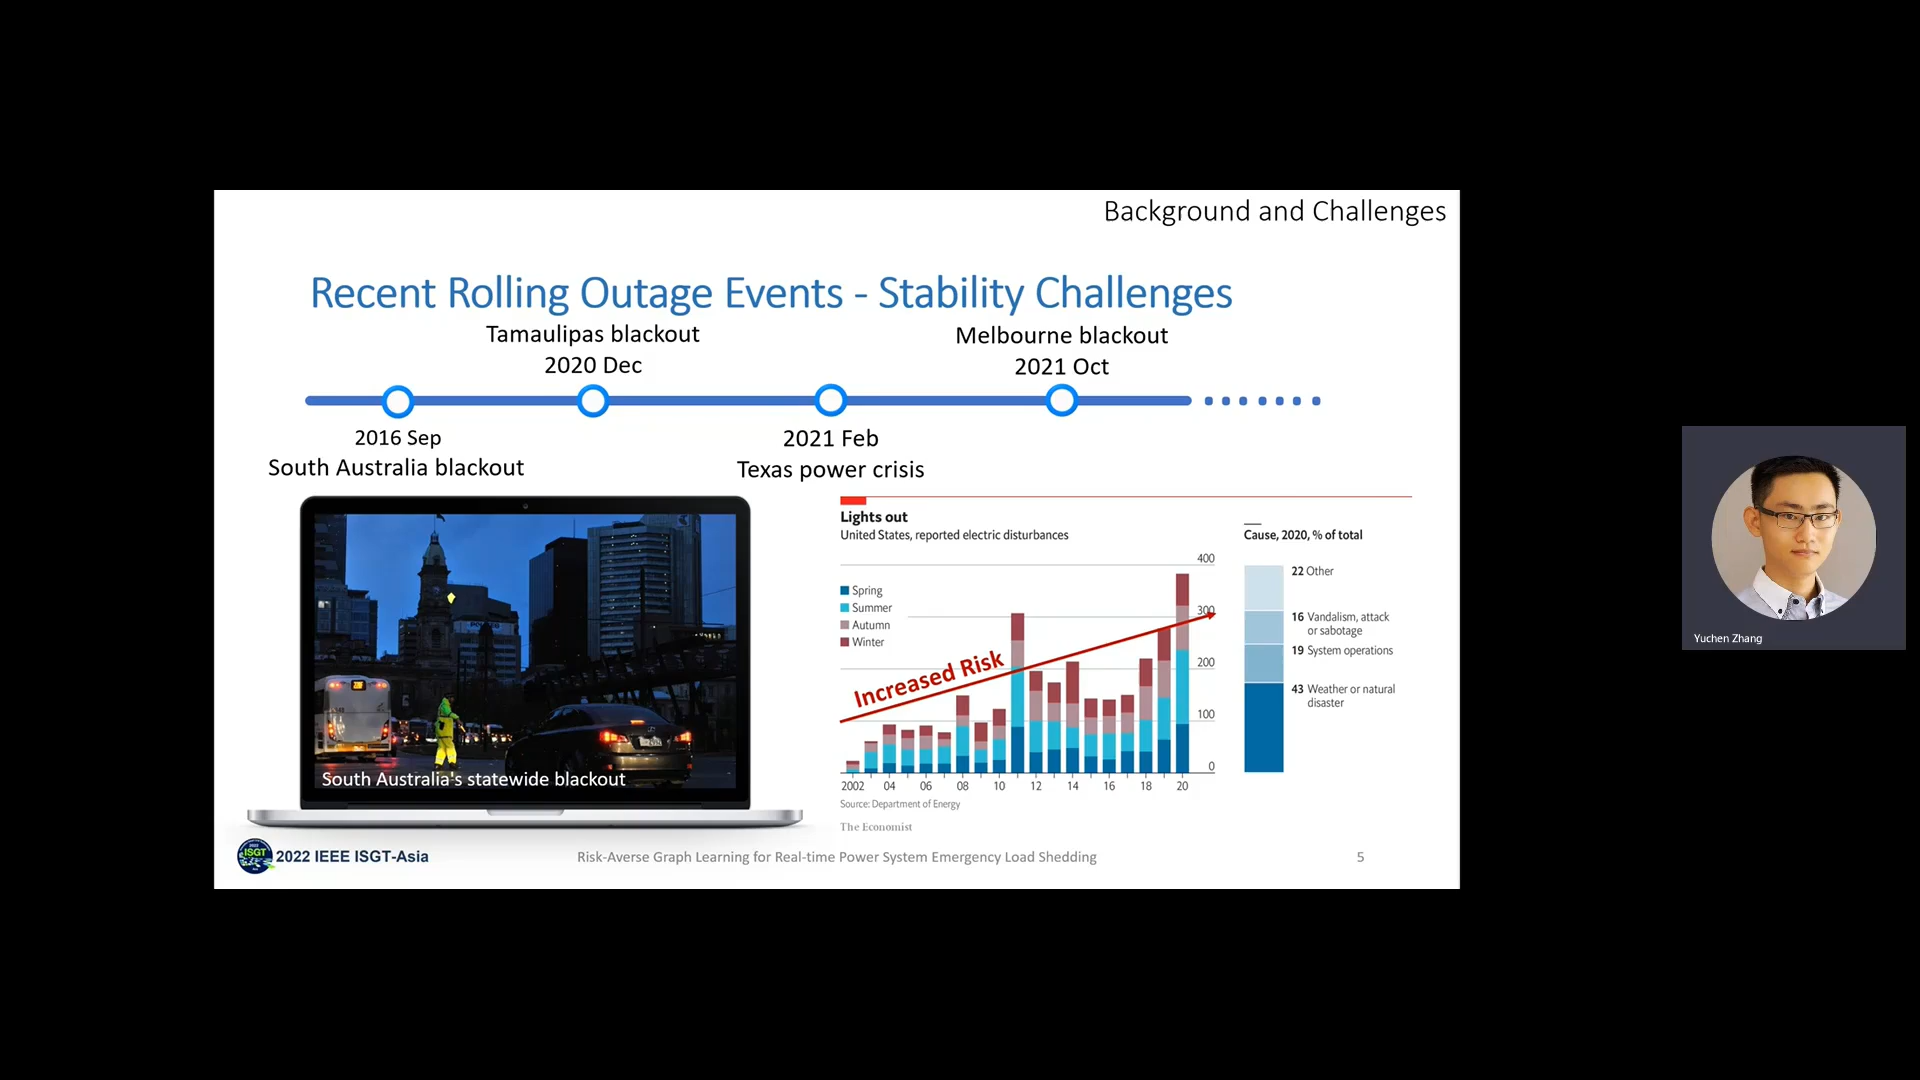 Background and Challenges
Recent Rolling Outage Events - Stability Challenges
Tamaulipas blackout
2020 Dec
Melbourne blackout
2021 Oct
2016 Sep
South Australia blackout
2021 Feb
Texas power crisis
South Australia's statewide blackout
Lights out
United States, reported electric disturbances
Spring
Summer
Autumn
Winter
400
300
200
100
0
Increased Risk
2002 04 06 08 10 12 14 16 18 20
Source: Department of Energy
The Economist
Cause, 2020, % of total
22 Other
16 Vandalism, attack
or sabotage
19 System operations
43 Weather or natural
disaster
ISGT
2022 IEEE ISGT-Asia
Risk-Averse Graph Learning for Real-time Power System Emergency Load Shedding
5
Yuchen Zhang